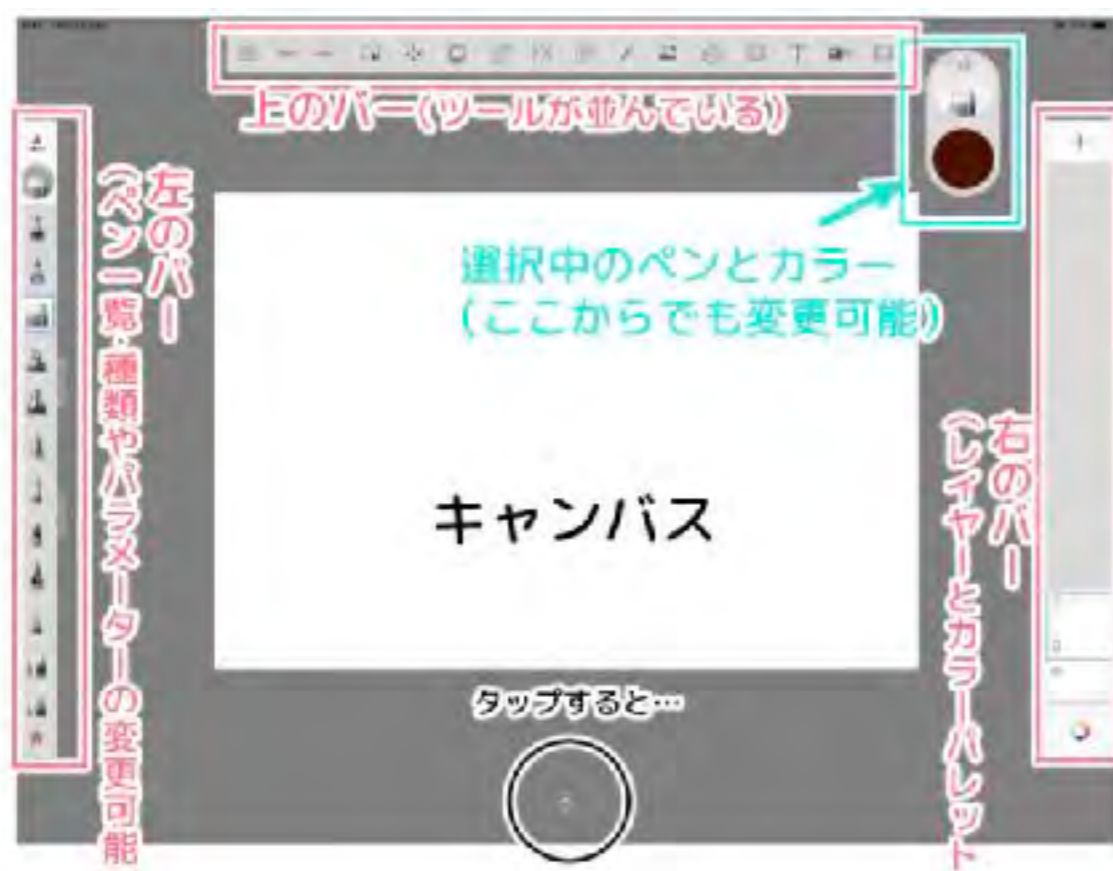 上のバー(ツールが並んでいる)
左のバー
(ペン一覧・種類やパラメーターの変更可能
選択中のペンとカラー
(ここからでも変更可能)
右のバー
(レイヤーとカラーパレット
キャンバス
タップすると…